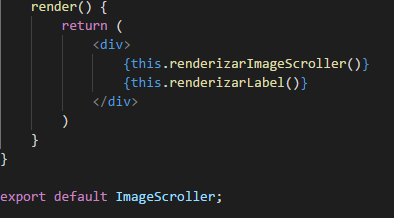 render() {
return (
<div>
{this.renderizarImageScroller()}
{this.renderizarLabel()}
</div>
)
}
}
export default ImageScroller;